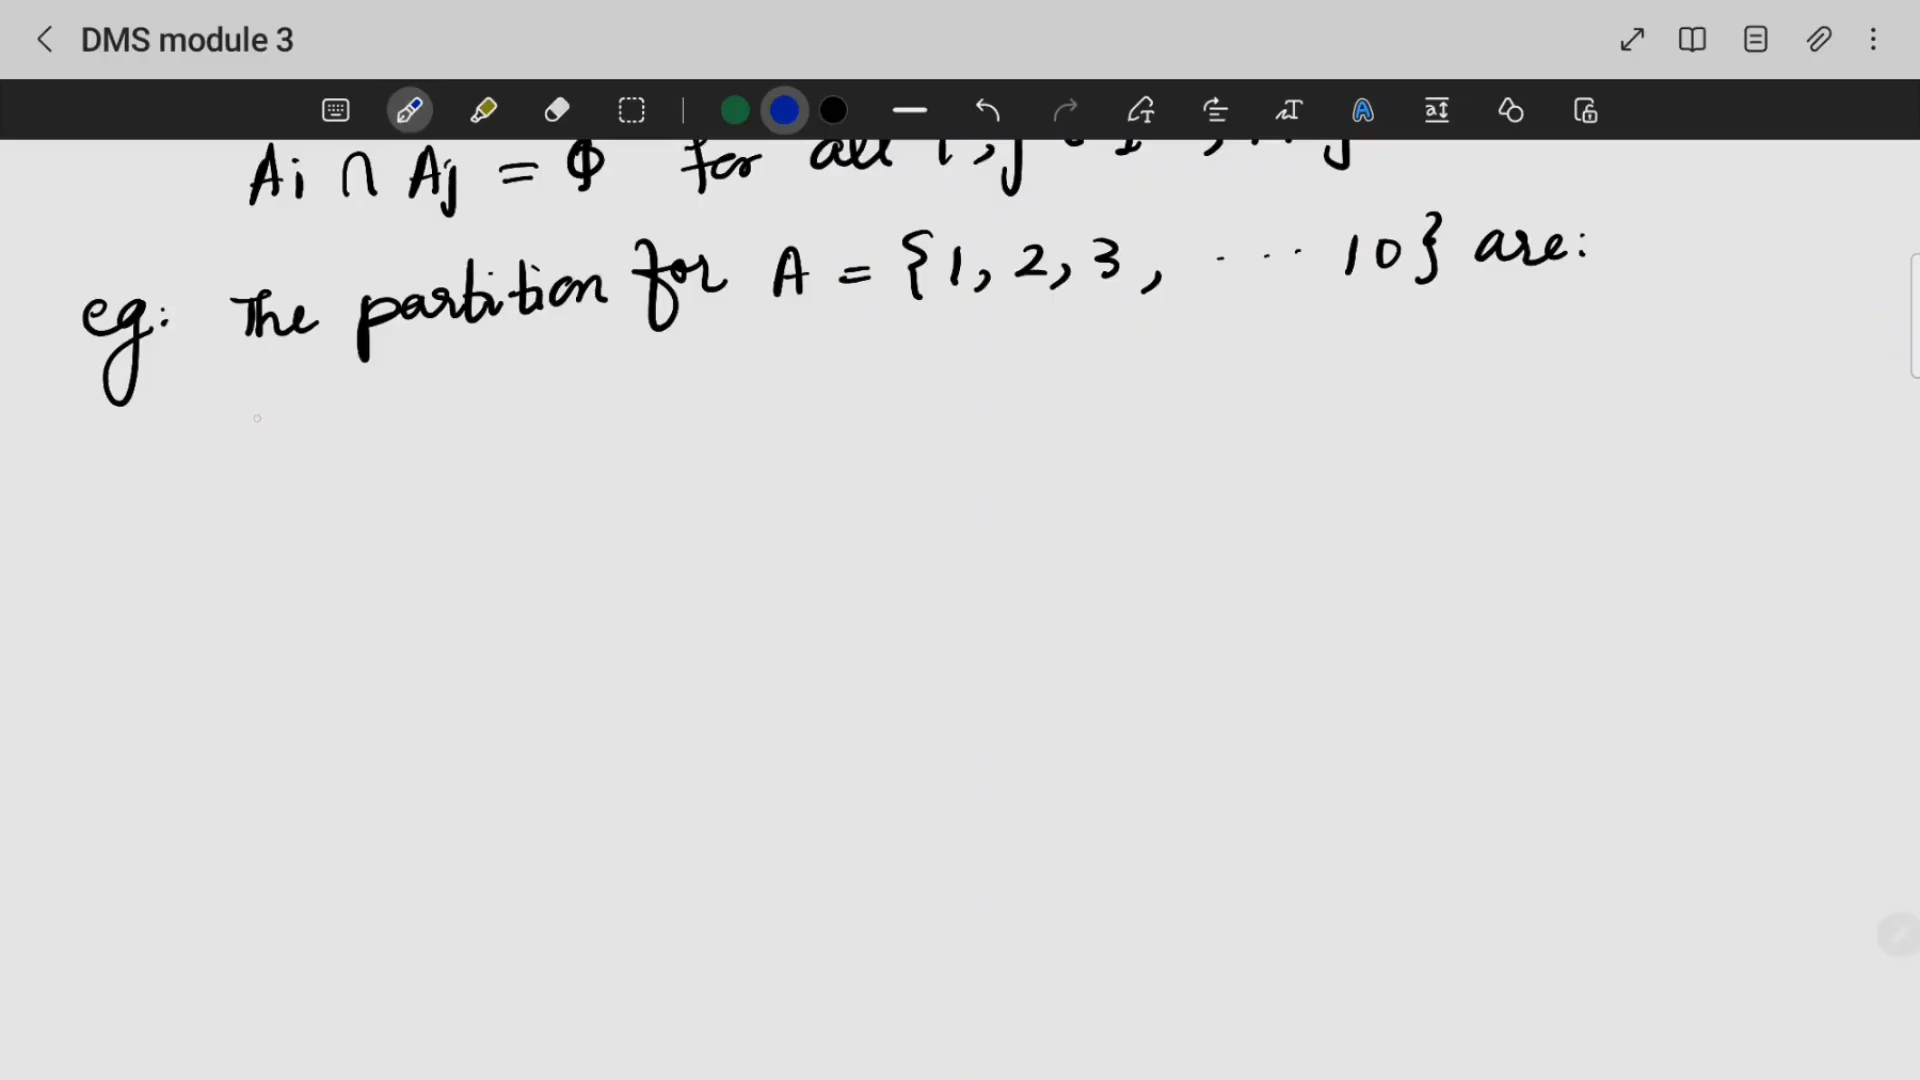 DMS module 3
Ai ∩ Aj = Φ for all i, j
eg: The partition for A = {1, 2, 3, ..... 10} are: